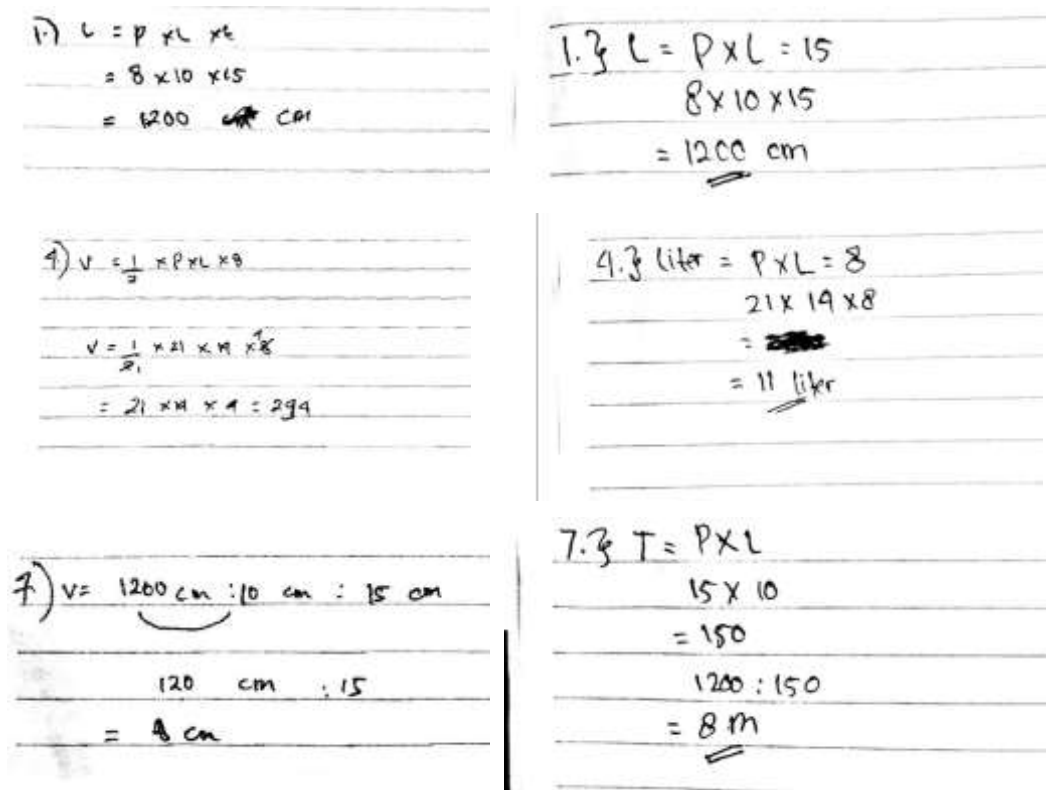 1.) L = P x L x t
= 8 x 10 x 15
= 1200 cm
1.} L = P X L = 15
8 X 10 X 15
= 1200 cm
4) V = 1/2 x P x L x 8
V = 1/2 x 21 x 14 x 8 4
1
= 21 x 14 x 4 = 294
4.} liter = P X L = 8
21 X 14 X 8
=
= 11 liter
7) V = 1200 cm : 10 cm : 15 cm
120 cm : 15
= 8 cm
7.} T = P X L
15 X 10
= 150
1200 : 150
= 8 m